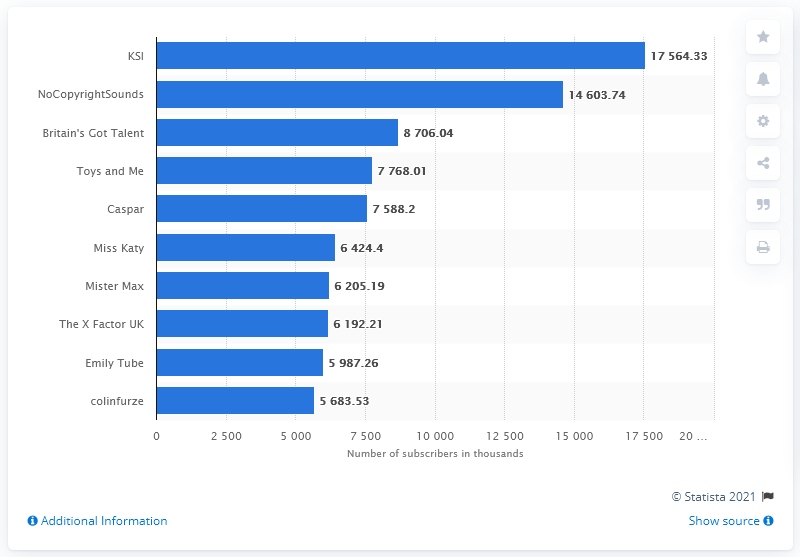 KSI 17 564.33
NoCopyrightSounds 14 603.74
Britain's Got Talent 8 706.04
Toys and Me 7 768.01
Caspar 7 588.2
Miss Katy 6 424.4
Mister Max 6 205.19
The X Factor UK 6 192.21
Emily Tube 5 987.26
colinfurze 5 683.53
0 2 500 5 000 7 500 10 000 12 500 15 000 17 500 20 ...
Number of subscribers in thousands
© Statista 2021
Additional Information Show source